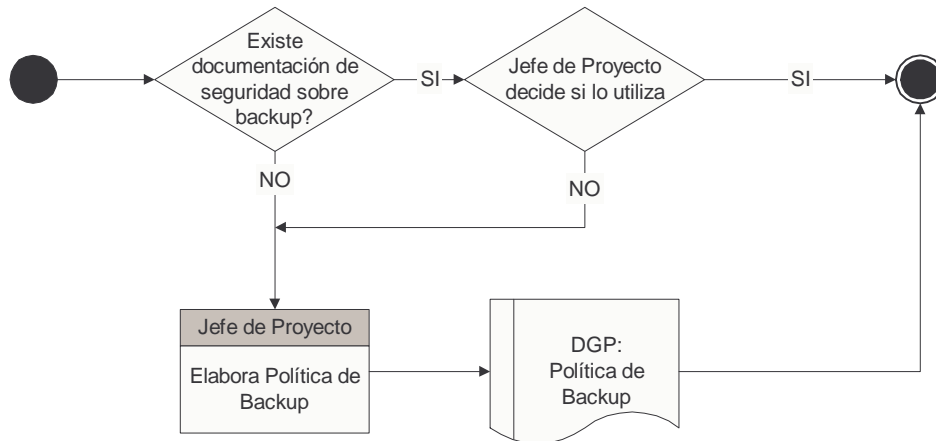 Existe
documentación de
seguridad sobre
backup?
SI
Jefe de Proyecto
decide si lo utiliza
SI
NO
NO
Jefe de Proyecto
Elabora Política de
Backup
DGP:
Política de
Backup